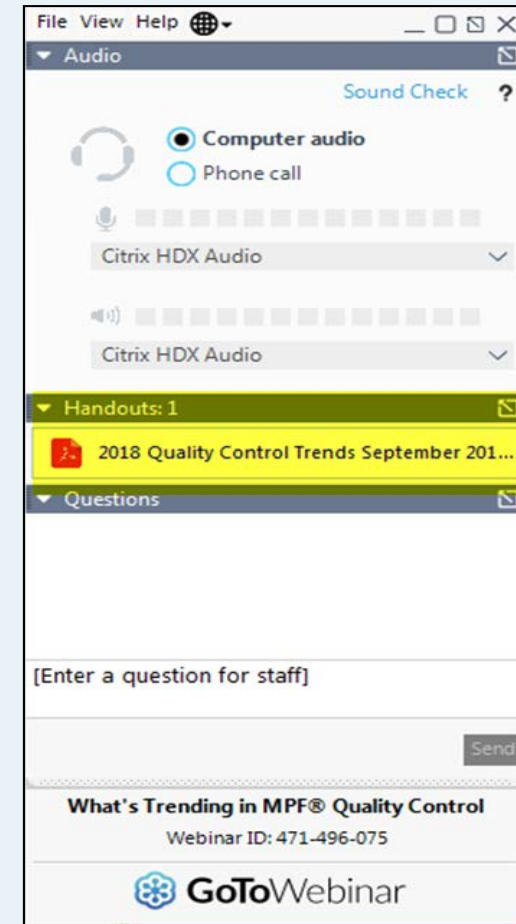 File View Help
Audio
Sound Check ?
Computer audio
Phone call
Citrix HDX Audio
Citrix HDX Audio
Handouts: 1
2018 Quality Control Trends September 201...
Questions
[Enter a question for staff]
Send
What's Trending in MPF® Quality Control
Webinar ID: 471-496-075
GoToWebinar